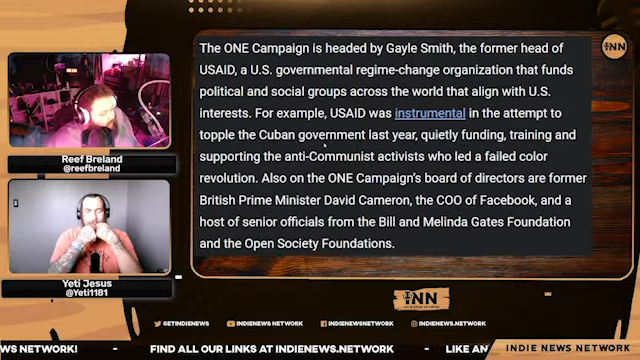 The ONE Campaign is headed by Gayle Smith, the former head of
USAID, a U.S. governmental regime-change organization that funds
political and social groups across the world that align with U.S.
interests. For example, USAID was instrumental in the attempt to
topple the Cuban government last year, quietly funding, training and
supporting the anti-Communist activists who led a failed color
revolution. Also on the ONE Campaign's board of directors are former
British Prime Minister David Cameron, the COO of Facebook, and a
host of senior officials from the Bill and Melinda Gates Foundation
and the Open Society Foundations.
INN
Reef Breland
@reefbreland
Yeti Jesus
@Yeti1181
INN
GETINDIENEWS
INDIENEWS NETWORK
INDIENEWS NETWORK
INDIENEWS.NETWORK
WS NETWORK! - FIND ALL OUR LINKS AT INDIENEWS.NETWORK - LIKE AN
INDIE NEWS NETWORK